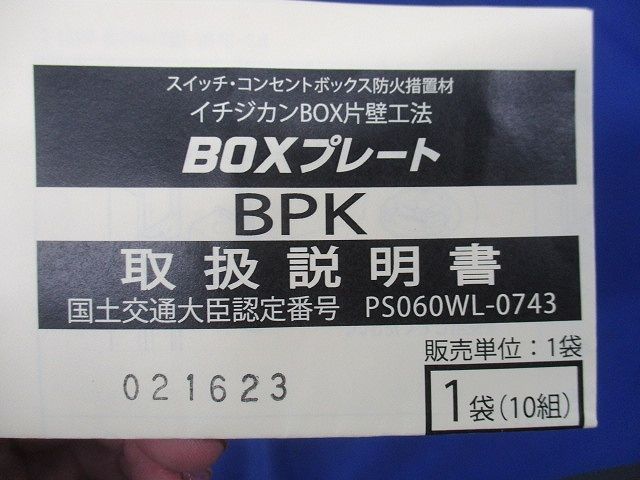 スイッチ・コンセントボックス防火措置材
イチジカンBOX片壁工法
BOXプレート
BPK
取扱説明書
国土交通大臣認定番号 PS060WL-0743
販売単位：1袋
1袋(10組)
021623